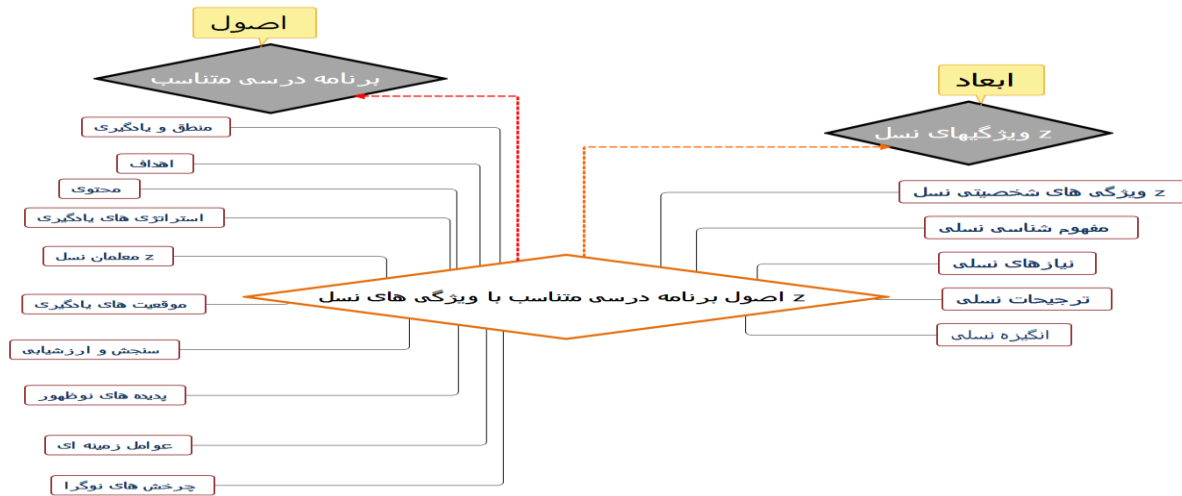 اصول
برنامه درسی متناسب
ابعاد
ویژگیهای نسل z
منطق و یادگیری
اهداف
محتوی
استراتژی های یادگیری
معلمان نسل z
موقعیت های یادگیری
سنجش و ارزشیابی
پدیده های نوظهور
عوامل زمینه ای
چرخش های نوگرا
اصول برنامه درسی متناسب با ویژگی های نسل z
ویژگی های شخصیتی نسل z
مفهوم شناسی نسلی
نیازهای نسلی
ترجیحات نسلی
انگیزه نسلی